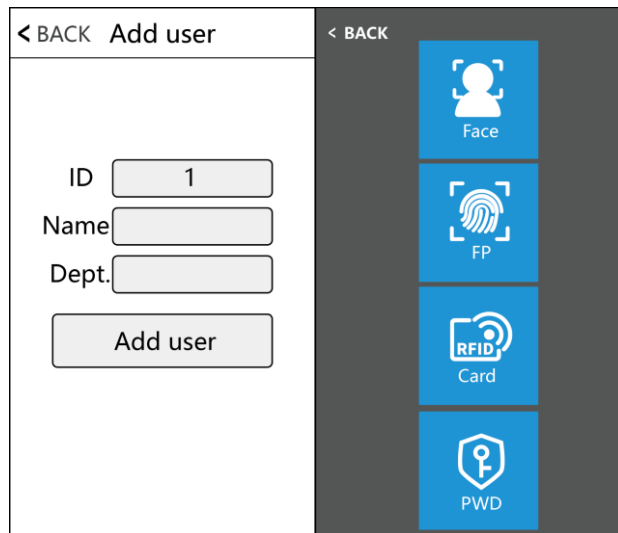 < BACK Add user
ID 1
Name
Dept.
Add user
< BACK
Face
FP
RFID
Card
PWD